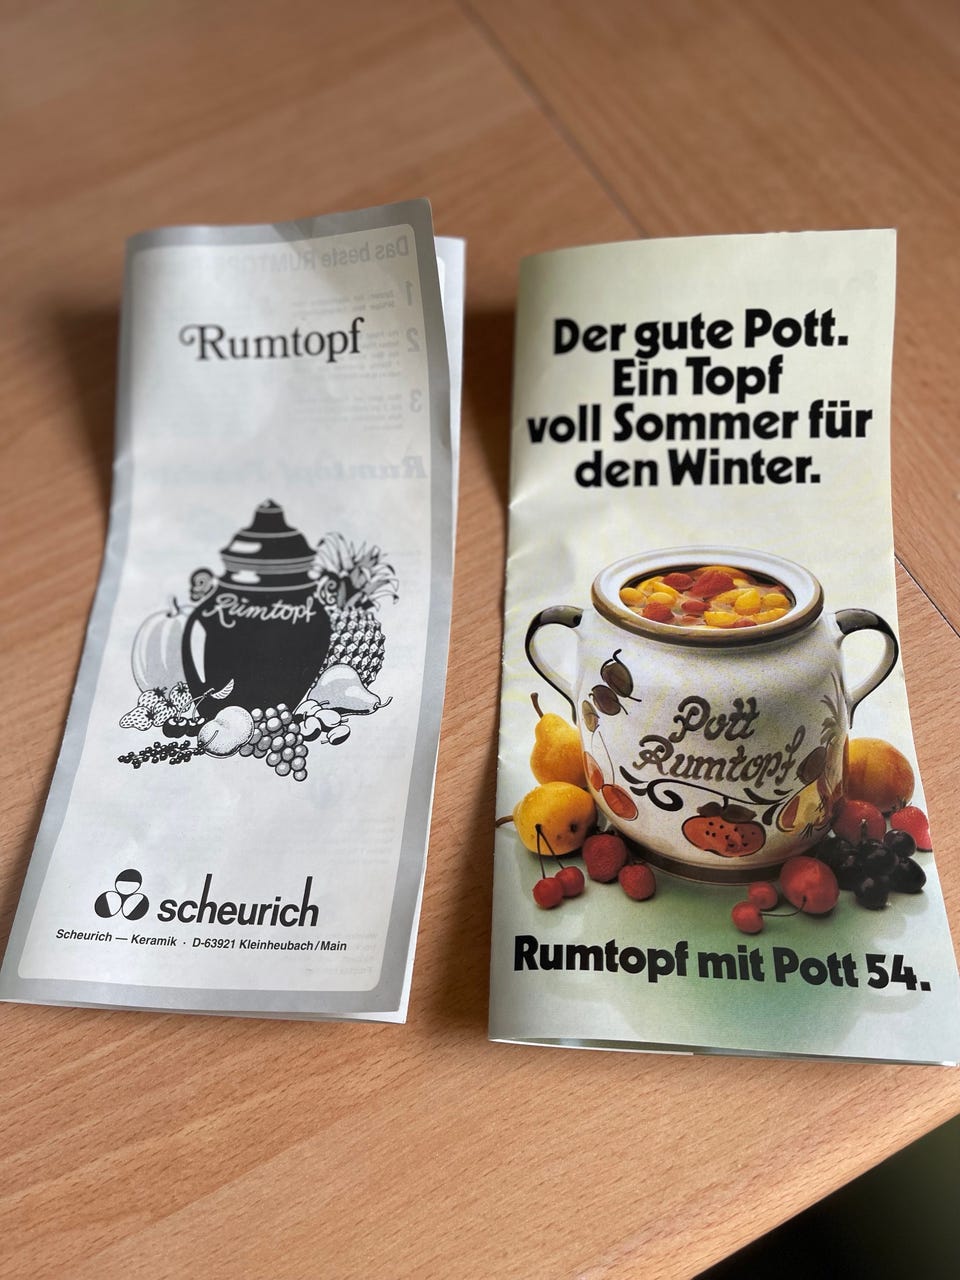 Rumtopf
Rumtopf
scheurich
Scheurich — Keramik · D-63921 Kleinheubach/Main
Der gute Pott.
Ein Topf
voll Sommer für
den Winter.
Pott
Rumtopf
Rumtopf mit Pott 54.